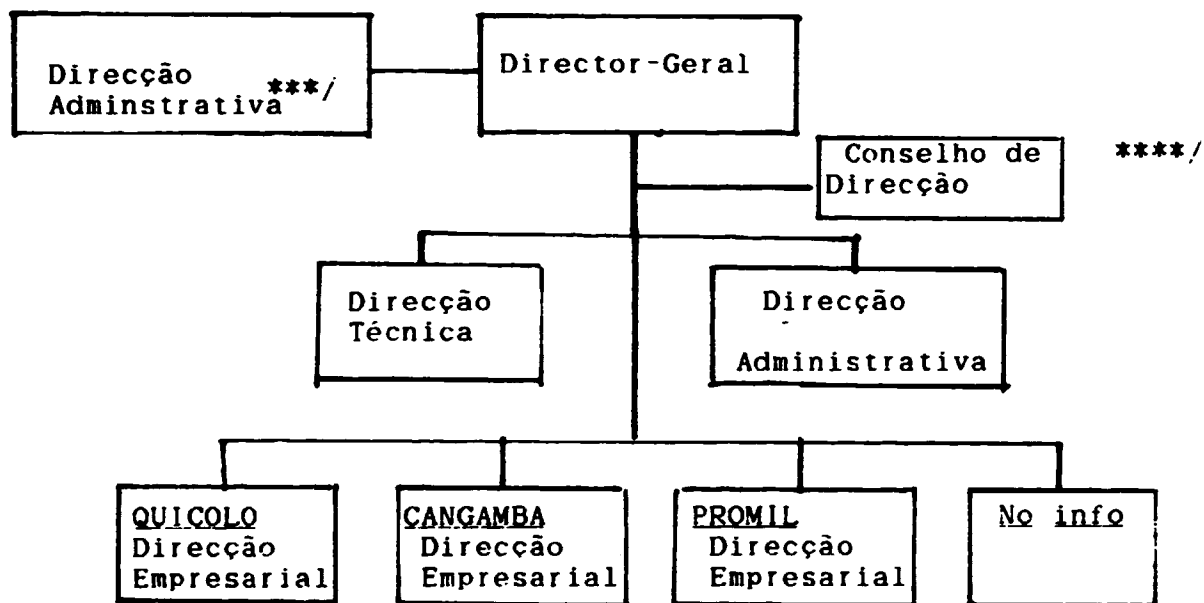 Direcção
Adminstrativa ***/
Director-Geral
Conselho de ****/
Direcção
Direcção
Técnica
Direcção
Administrativa
QUICOLO
Direcção
Empresarial
CANGAMBA
Direcção
Empresarial
PROMIL
Direcção
Empresarial
No info